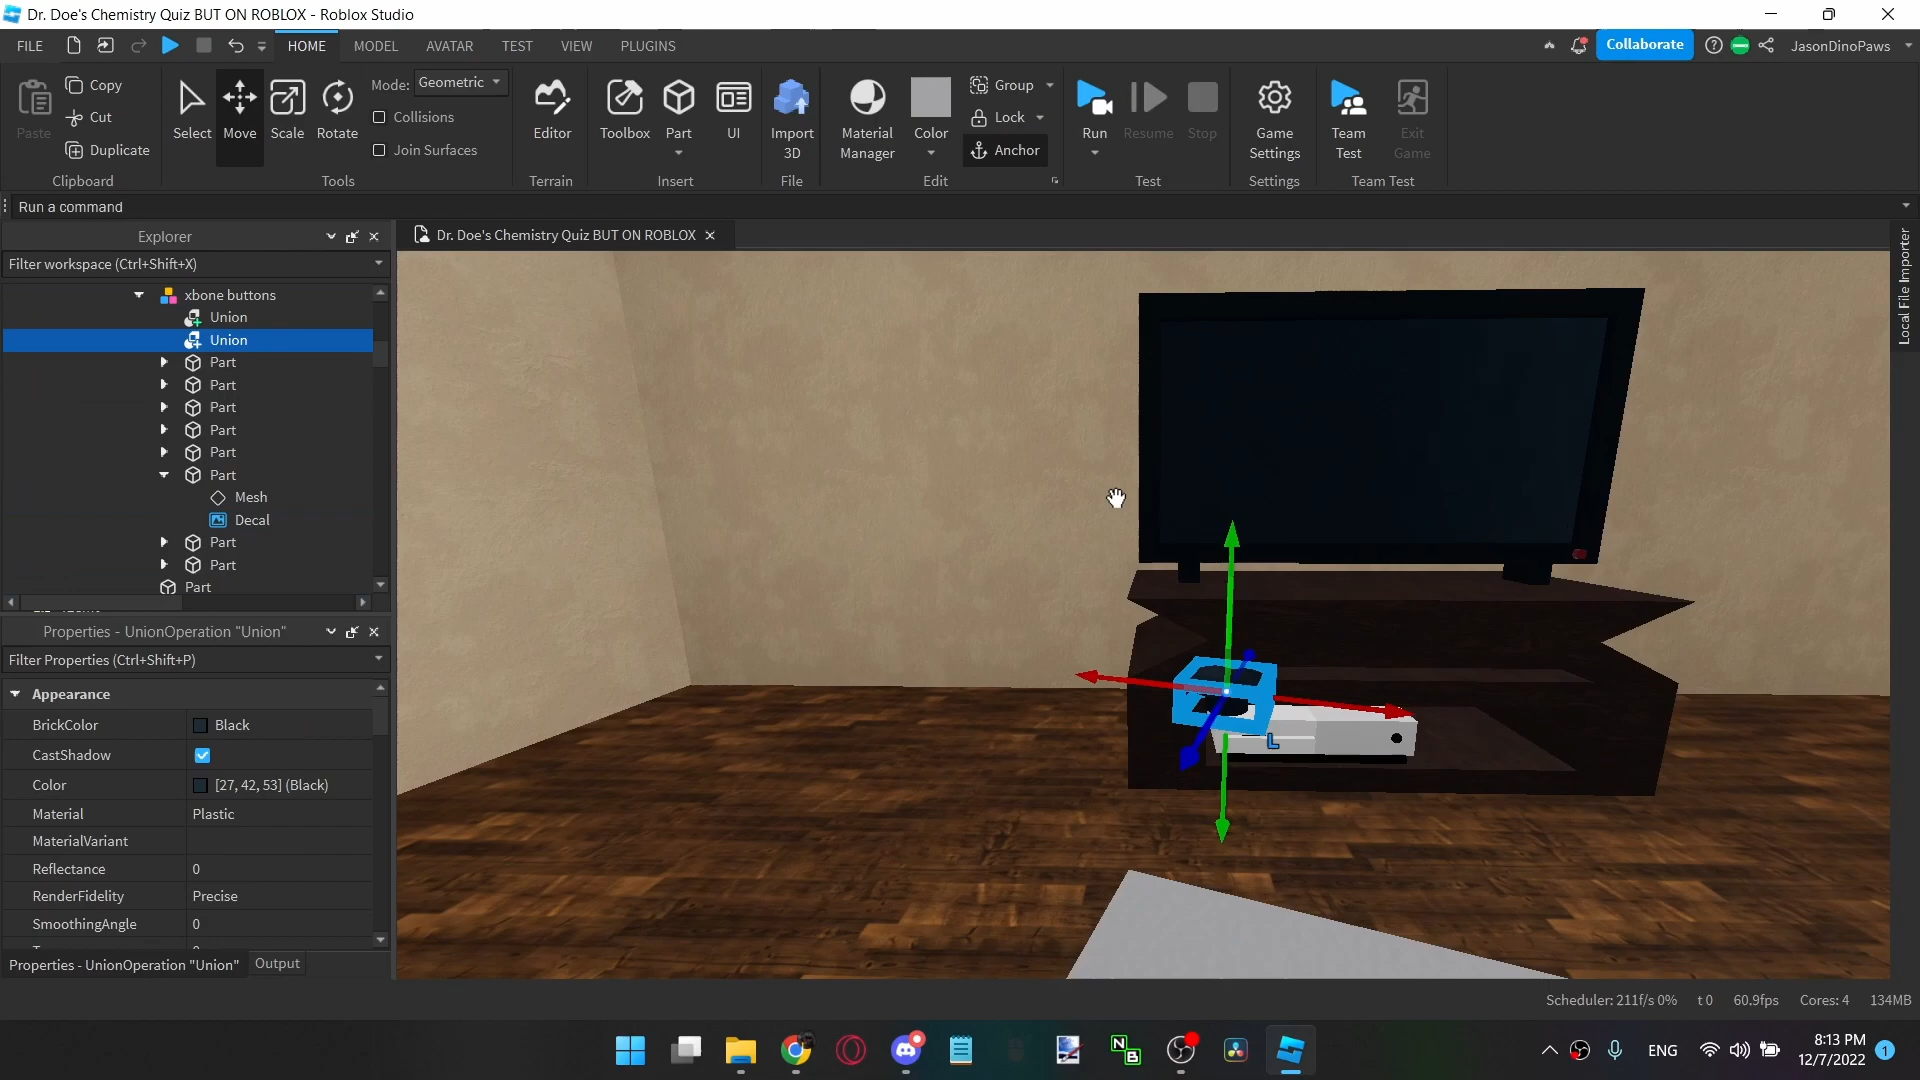 Dr. Doe's Chemistry Quiz BUT ON ROBLOX - Roblox Studio
FILE HOME MODEL AVATAR TEST VIEW PLUGINS Collaborate JasonDinoPaws
Paste
Copy
Cut
Duplicate
Clipboard
Select Move Scale Rotate
Mode: Geometric
Collisions
Join Surfaces
Tools
Editor
Terrain
Toolbox Part UI
Insert
Import
3D
File
Material
Manager
Color
Group
Lock
Anchor
Edit
Run Resume Stop
Test
Game
Settings
Settings
Team
Test
Exit
Game
Team Test
Run a command
Explorer
Filter workspace (Ctrl+Shift+X)
xbone buttons
Union
Union
Part
Part
Part
Part
Part
Part
Mesh
Decal
Part
Part
Part
Properties - UnionOperation "Union"
Filter Properties (Ctrl+Shift+P)
Appearance
BrickColor Black
CastShadow
Color [27, 42, 53] (Black)
Material Plastic
MaterialVariant
Reflectance 0
RenderFidelity Precise
SmoothingAngle 0
Properties - UnionOperation "Union" Output
Dr. Doe's Chemistry Quiz BUT ON ROBLOX
L
Local File Importer
Scheduler: 211f/s 0% t 0 60.9fps Cores: 4 134MB
N
B
ENG
8:13 PM
12/7/2022
1